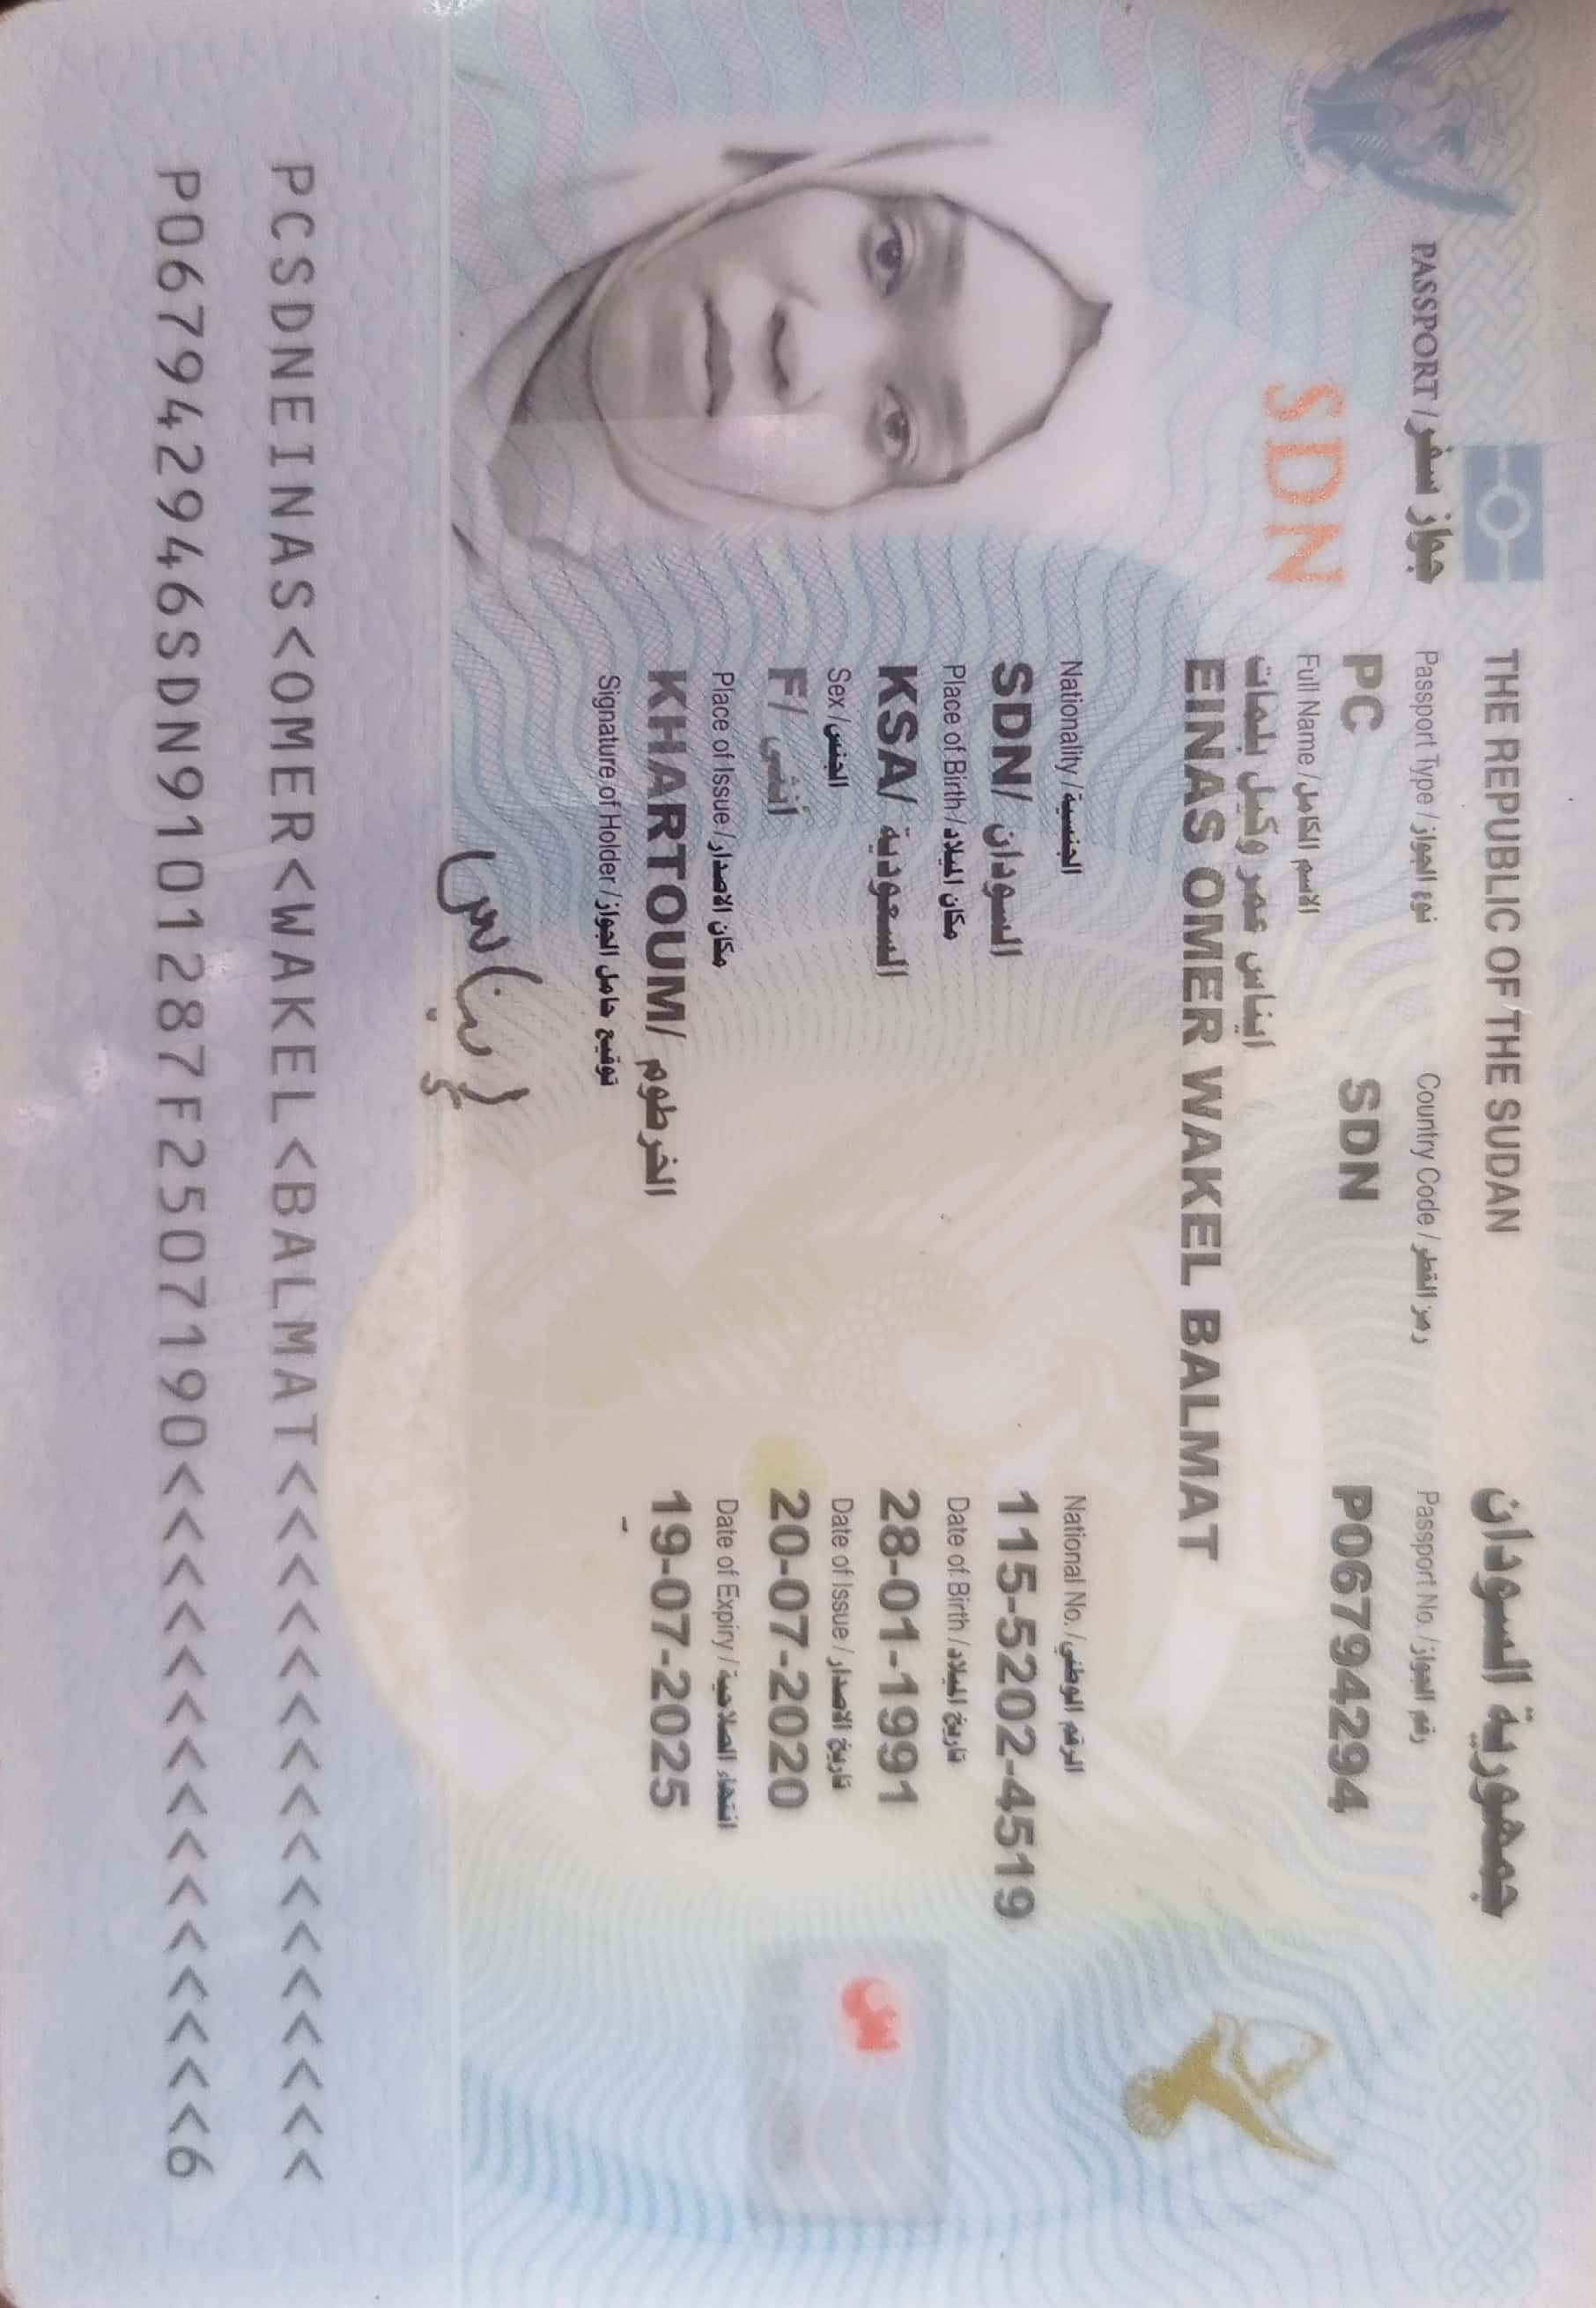 THE REPUBLIC OF THE SUDAN جمهورية السودان
PASSPORT / جواز سفر
Passport Type / نوع الجواز Country Code / رمز القطر Passport No. / رقم الجواز
PC SDN P06794294
SDN
Full Name / الاسم الكامل
ايناس عمر وكيل بلمات
EINAS OMER WAKEL BALMAT
Nationality / الجنسية National No. / الرقم الوطني
SDN/ السودان 115-5202-4519
Place of Birth / مكان الميلاد Date of Birth / تاريخ الميلاد
KSA/ السعودية 28-01-1991
Sex / الجنس Date of Issue / تاريخ الاصدار
F/ أنثى 20-07-2020
Place of Issue / مكان الاصدار Date of Expiry / انتهاء الصلاحية
KHARTOUM/ الخرطوم 19-07-2025
Signature of Holder / توقيع حامل الجواز
إيناس
PCSDNEINAS<OMER<WAKEL<BALMAT<<<<<<<<<<<<<<<<
P067942946SDN9101287F2507190<<<<<<<<<<<<<<<6